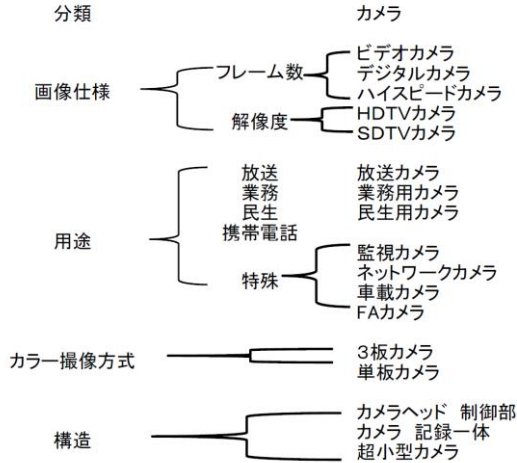 分類 カメラ
ビデオカメラ
フレーム数 デジタルカメラ
画像仕様 ハイスピードカメラ
解像度 HDTVカメラ
SDTVカメラ
放送 放送カメラ
業務 業務用カメラ
民生 民生用カメラ
携帯電話
用途 監視カメラ
特殊 ネットワークカメラ
車載カメラ
FAカメラ
カラー撮像方式 3板カメラ
単板カメラ
カメラヘッド 制御部
構造 カメラ 記録一体
超小型カメラ